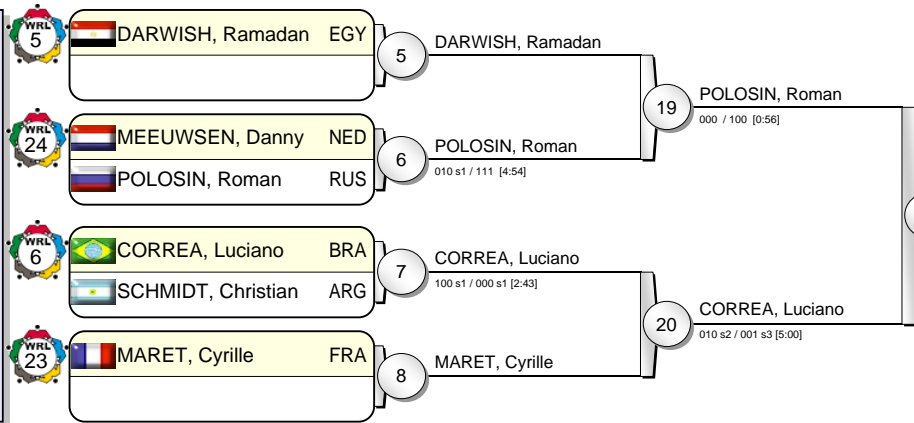 WRL
5
DARWISH, Ramadan EGY
5
DARWISH, Ramadan
WRL
24
MEEUWSEN, Danny NED
POLOSIN, Roman RUS
6
POLOSIN, Roman
010 s1 / 111 [4:54]
19
POLOSIN, Roman
000 / 100 [0:56]
WRL
6
CORREA, Luciano BRA
SCHMIDT, Christian ARG
7
CORREA, Luciano
100 s1 / 000 s1 [2:43]
WRL
23
MARET, Cyrille FRA
8
MARET, Cyrille
20
CORREA, Luciano
010 s2 / 001 s3 [5:00]